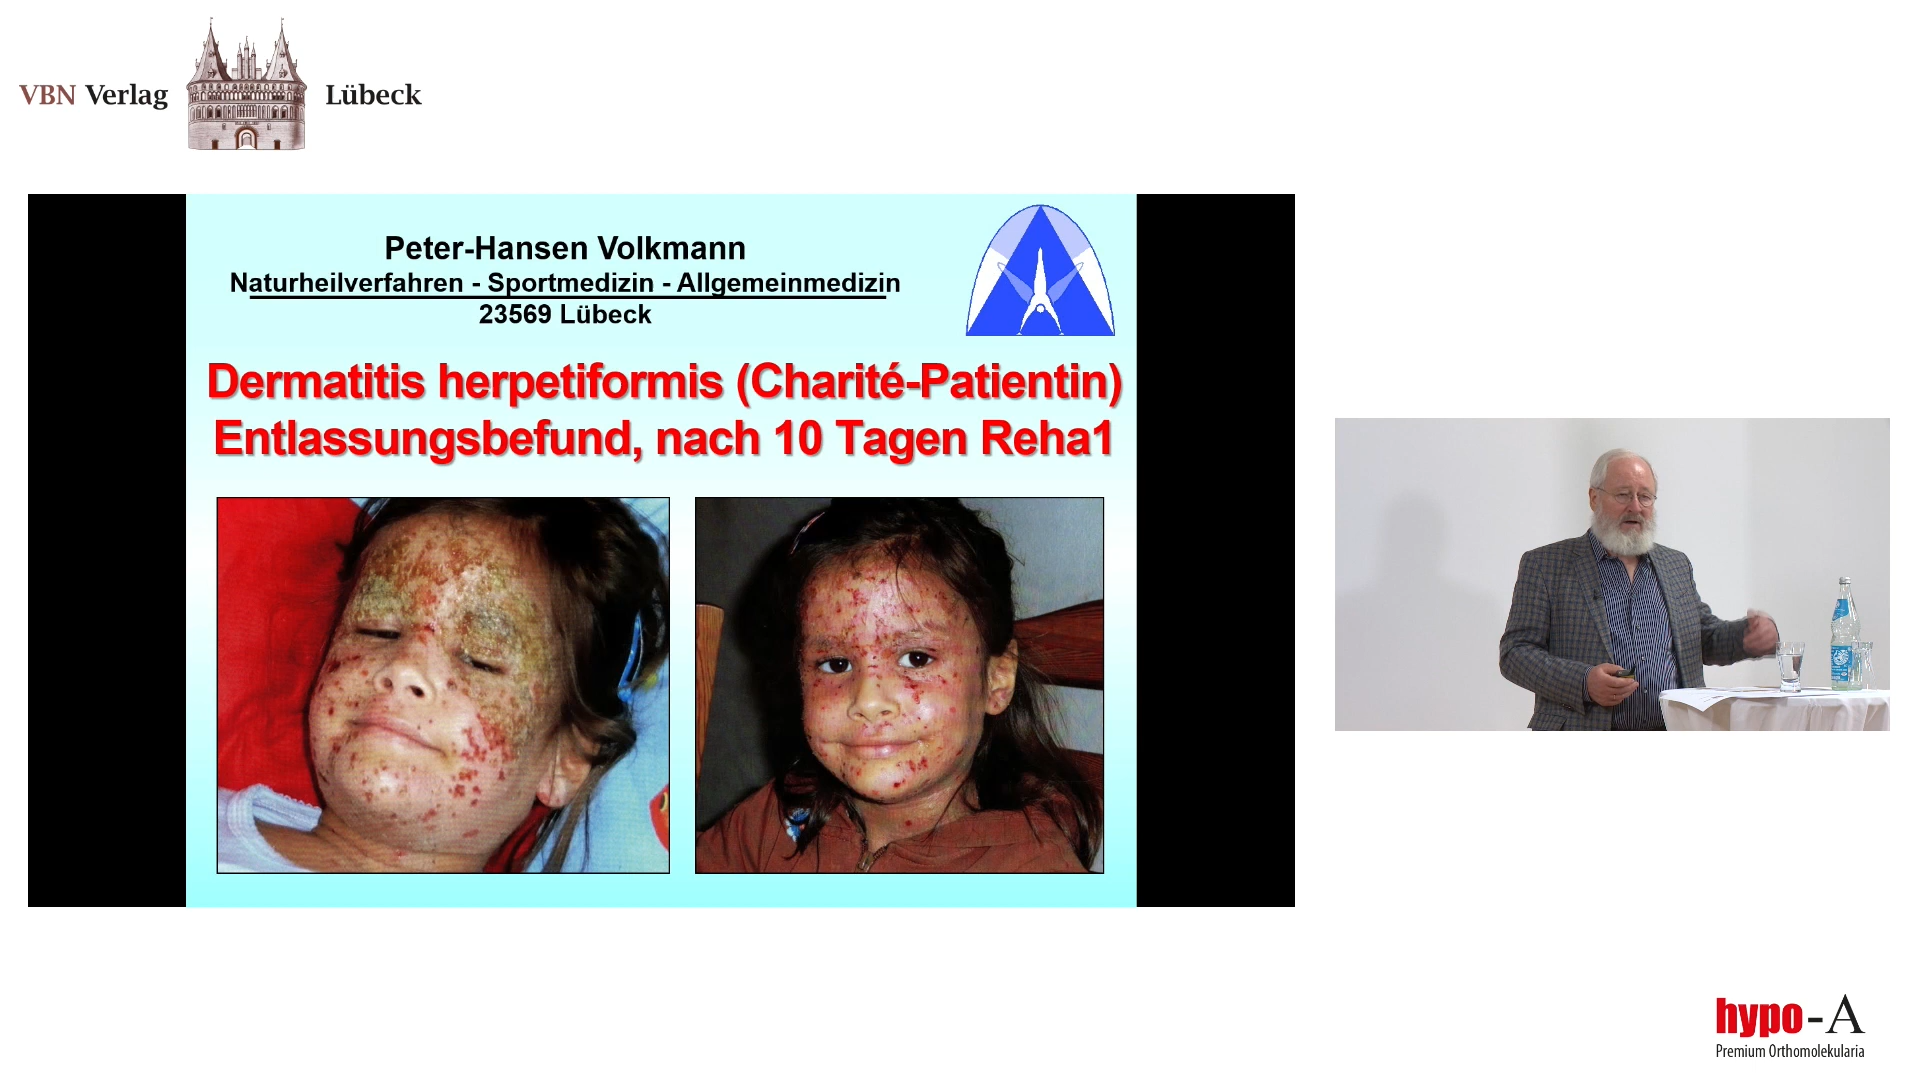 VBN Verlag Lübeck
Peter-Hansen Volkmann
Naturheilverfahren - Sportmedizin - Allgemeinmedizin
23569 Lübeck
Dermatitis herpetiformis (Charité-Patientin)
Entlassungsbefund, nach 10 Tagen Reha1
hypo-A
Premium Orthomolekularia